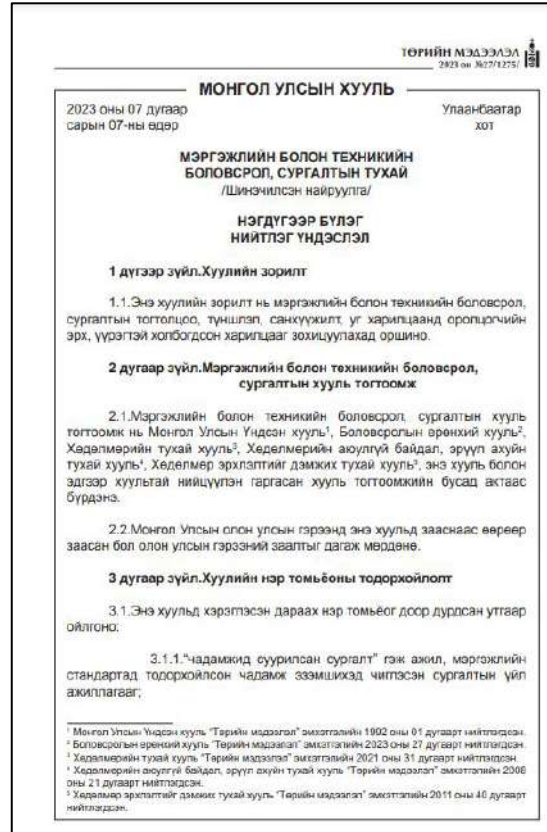 ТӨРИЙН МЭДЭЭЛЭЛ
2023 он №27/1275/
МОНГОЛ УЛСЫН ХУУЛЬ
2023 оны 07 дугаар
сарын 07-ны өдөр
Улаанбаатар
хот
МЭРГЭЖЛИЙН БОЛОН ТЕХНИКИЙН
БОЛОВСРОЛ, СУРГАЛТЫН ТУХАЙ
/Шинэчилсэн найруулга/
НЭГДҮГЭЭР БҮЛЭГ
НИЙТЛЭГ ҮНДЭСЛЭЛ
1 дүгээр зүйл.Хуулийн зорилт
1.1.Энэ хуулийн зорилт нь мэргэжлийн болон техникийн боловсрол,
сургалтын тогтолцоо, түншлэл, санхүүжилт, уг харилцаанд оролцогчийн
эрх, үүрэгтэй холбогдсон харилцааг зохицуулахад оршино.
2 дугаар зүйл.Мэргэжлийн болон техникийн боловсрол,
сургалтын хууль тогтоомж
2.1.Мэргэжлийн болон техникийн боловсрол, сургалтын хууль
тогтоомж нь Монгол Улсын Үндсэн хууль¹, Боловсролын ерөнхий хууль²,
Хөдөлмөрийн тухай хууль³, Хөдөлмөрийн аюулгүй байдал, эрүүл ахуйн
тухай хууль⁴, Хөдөлмөр эрхлэлтийг дэмжих тухай хууль⁵, энэ хууль болон
эдгээр хуультай нийцүүлэн гаргасан хууль тогтоомжийн бусад актаас
бүрдэнэ.
2.2.Монгол Улсын олон улсын гэрээнд энэ хуульд зааснаас өөрөөр
заасан бол олон улсын гэрээний заалтыг дагаж мөрдөнө.
3 дугаар зүйл.Хуулийн нэр томьёоны тодорхойлолт
3.1.Энэ хуульд хэрэглэсэн дараах нэр томьёог доор дурдсан утгаар
ойлгоно:
3.1.1."чадамжид суурилсан сургалт" гэж ажил, мэргэжлийн
стандартад тодорхойлсон чадамж эзэмшихэд чиглэсэн сургалтын үйл
ажиллагааг;
¹ Монгол Улсын Үндсэн хууль "Төрийн мэдээлэл" эмхэтгэлийн 1992 оны 01 дугаарт нийтлэгдсэн.
² Боловсролын ерөнхий хууль "Төрийн мэдээлэл" эмхэтгэлийн 2023 оны 27 дугаарт нийтлэгдсэн.
³ Хөдөлмөрийн тухай хууль "Төрийн мэдээлэл" эмхэтгэлийн 2021 оны 31 дугаарт нийтлэгдсэн.
⁴ Хөдөлмөрийн аюулгүй байдал, эрүүл ахуйн тухай хууль "Төрийн мэдээлэл" эмхэтгэлийн 2008
оны 21 дугаарт нийтлэгдсэн.
⁵ Хөдөлмөр эрхлэлтийг дэмжих тухай хууль "Төрийн мэдээлэл" эмхэтгэлийн 2011 оны 40 дугаарт
нийтлэгдсэн.